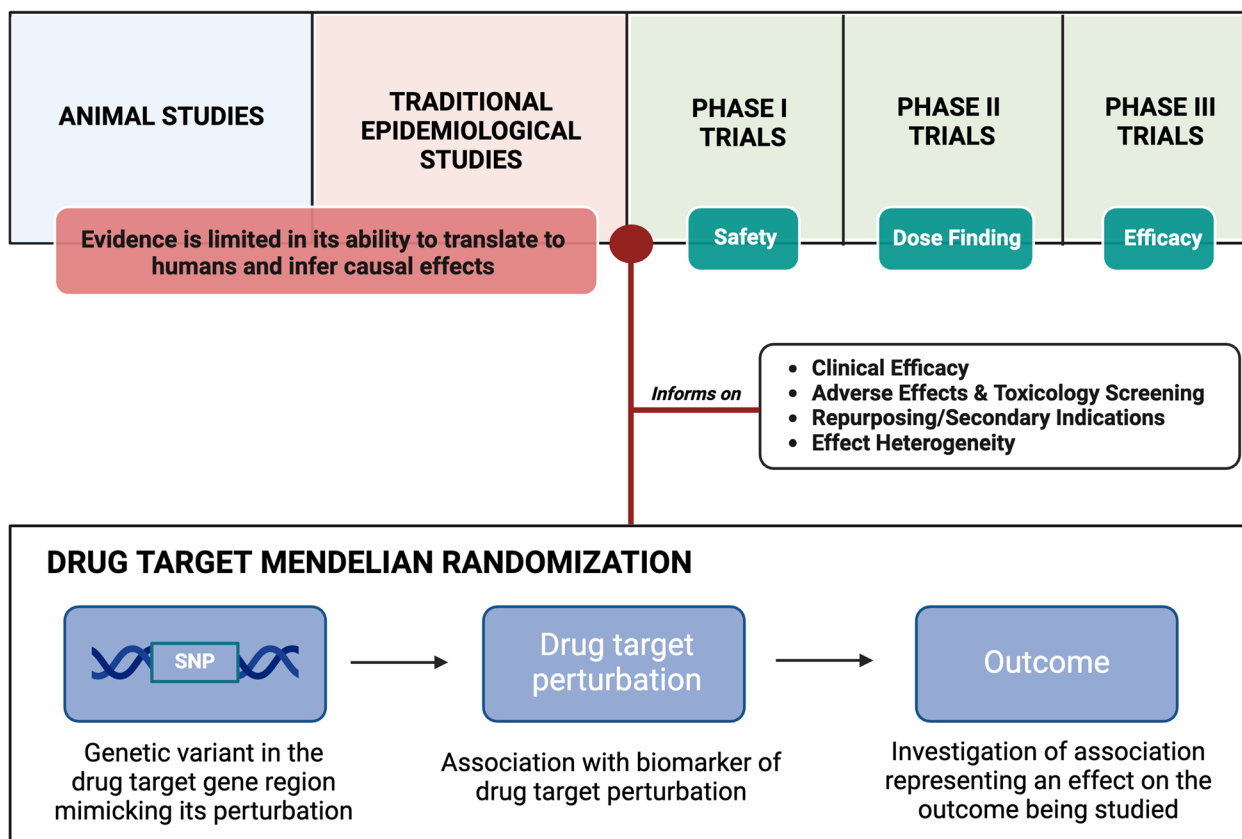 ANIMAL STUDIES
TRADITIONAL
EPIDEMIOLOGICAL
STUDIES
PHASE I
TRIALS
PHASE II
TRIALS
PHASE III
TRIALS
Evidence is limited in its ability to translate to
humans and infer causal effects
Safety
Dose Finding
Efficacy
Informs on
• Clinical Efficacy
• Adverse Effects & Toxicology Screening
• Repurposing/Secondary Indications
• Effect Heterogeneity
DRUG TARGET MENDELIAN RANDOMIZATION
SNP
Drug target
perturbation
Outcome
Genetic variant in the
drug target gene region
mimicking its perturbation
Association with biomarker of
drug target perturbation
Investigation of association
representing an effect on the
outcome being studied